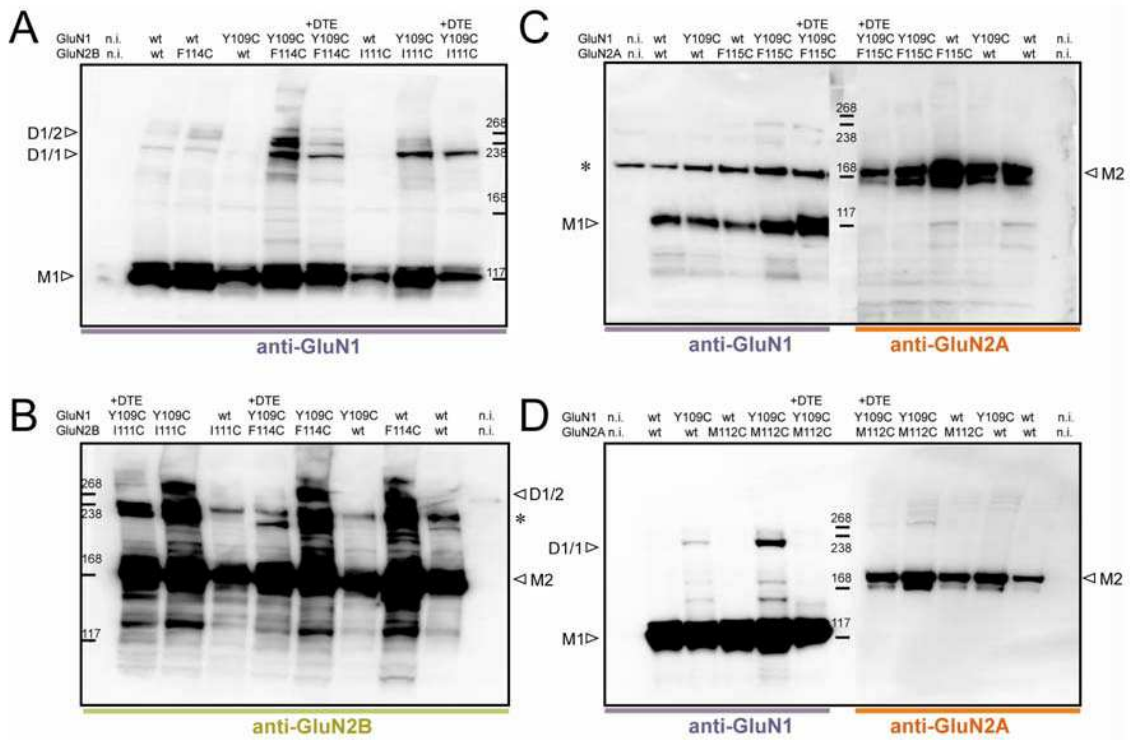 A
+DTE +DTE
GluN1 n.i. wt wt Y109C Y109C Y109C wt Y109C Y109C
GluN2B n.i. wt F114C wt F114C F114C I111C I111C I111C
D1/2
D1/1
M1
268
238
168
117
anti-GluN1
B
+DTE +DTE
GluN1 Y109C Y109C wt Y109C Y109C Y109C wt wt n.i.
GluN2B I111C I111C I111C F114C F114C wt F114C wt n.i.
268
238
168
117
D1/2
*
M2
anti-GluN2B
C
+DTE +DTE
GluN1 n.i. wt Y109C wt Y109C Y109C Y109C Y109C wt Y109C wt n.i.
GluN2A n.i. wt wt F115C F115C F115C F115C F115C F115C wt wt n.i.
*
M1
268
238
168
117
M2
anti-GluN1 anti-GluN2A
D
+DTE +DTE
GluN1 n.i. wt Y109C wt Y109C Y109C Y109C Y109C wt Y109C wt n.i.
GluN2A n.i. wt wt M112C M112C M112C M112C M112C M112C wt wt n.i.
D1/1
M1
268
238
168
117
M2
anti-GluN1 anti-GluN2A